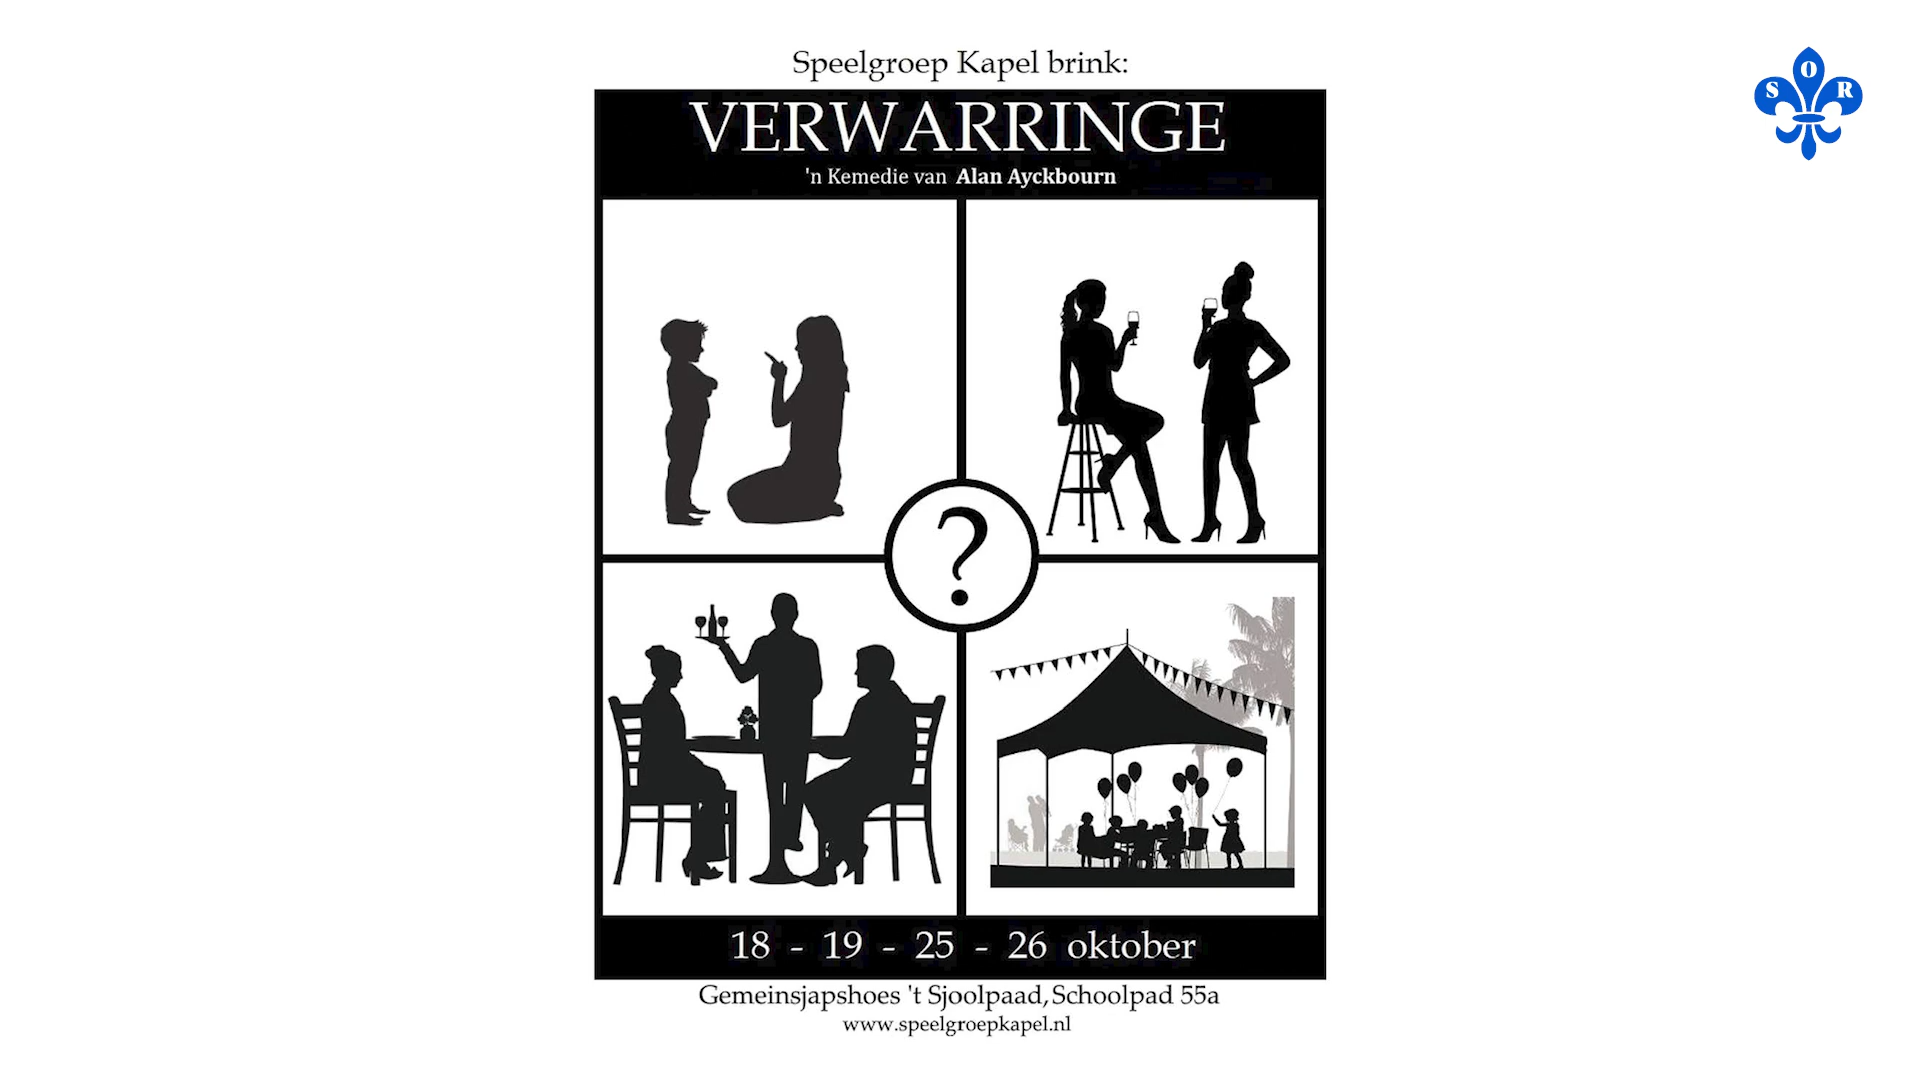 Speelgroep Kapel brink:
VERWARRINGE
'n Kemedie van Alan Ayckbourn
S O R
?
18 - 19 - 25 - 26 oktober
Gemeinsjapshoes 't Sjoolpaad, Schoolpad 55a
www.speelgroepkapel.nl